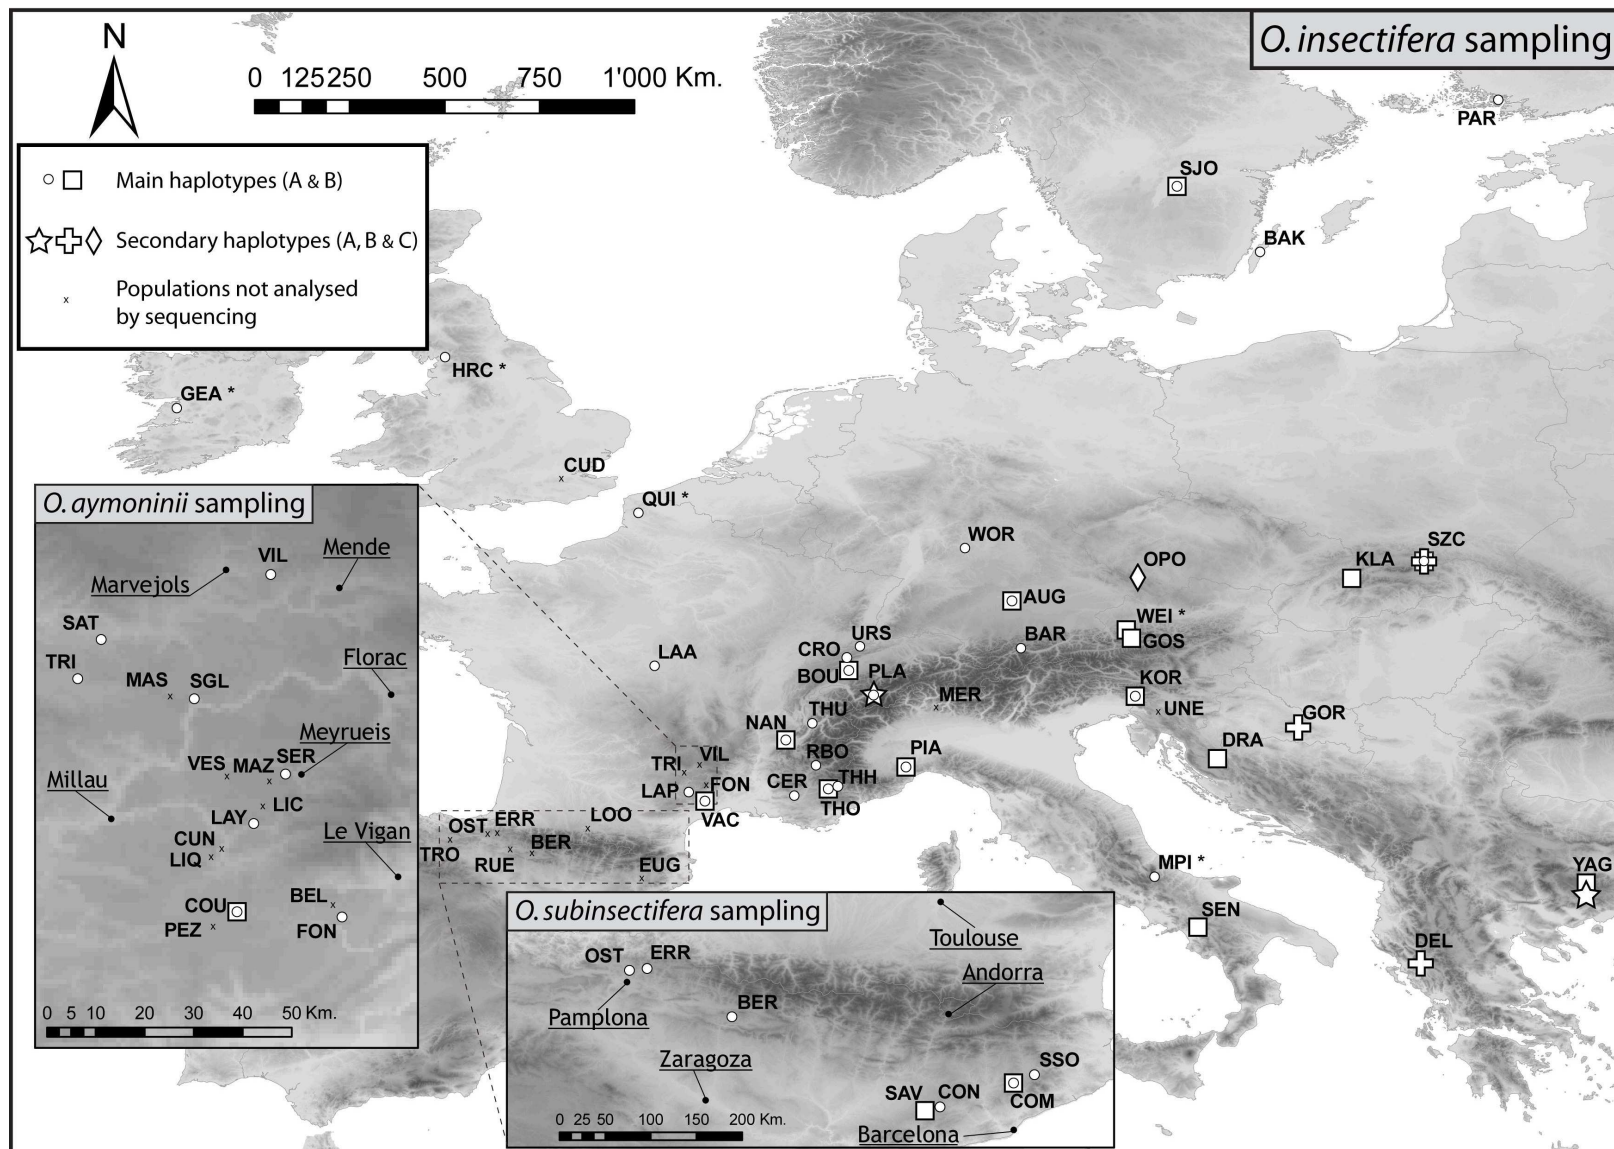 O. insectifera sampling
N
0 125 250 500 750 1'000 Km.
Main haplotypes (A & B)
Secondary haplotypes (A, B & C)
Populations not analysed
by sequencing
x
PAR
SJO
BAK
HRC *
GEA *
CUD
QUI *
WOR
OPO
KLA
SZC
AUG
WEI *
GOS
BAR
URS
CRO
BOU
PLA
LAA
MER
KOR
UNE
GOR
DRA
THU
NAN
RBO
PIA
CER
THH
THO
TRI
VIL
FON
LAP
VAC
OST
ERR
LOO
TRO
RUE
BER
EUG
MPI *
SEN
YAG
DEL
O. aymoninii sampling
VIL
Mende
Marvejols
SAT
TRI
Florac
MAS
SGL
Meyrueis
VES
MAZ
SER
Millau
LIC
LAY
CUN
LIQ
Le Vigan
COU
PEZ
BEL
FON
0 5 10 20 30 40 50 Km.
O. subinsectifera sampling
Toulouse
OST
ERR
Andorra
Pamplona
BER
Zaragoza
SSO
SAV
CON
COM
Barcelona
0 25 50 100 150 200 Km.